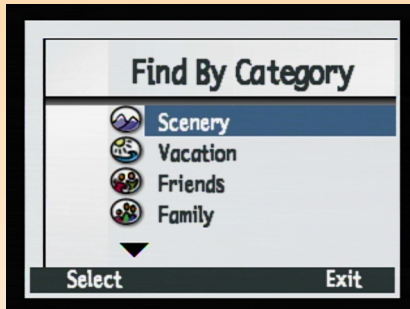 Find By Category
Scenery
Vacation
Friends
Family
Select Exit